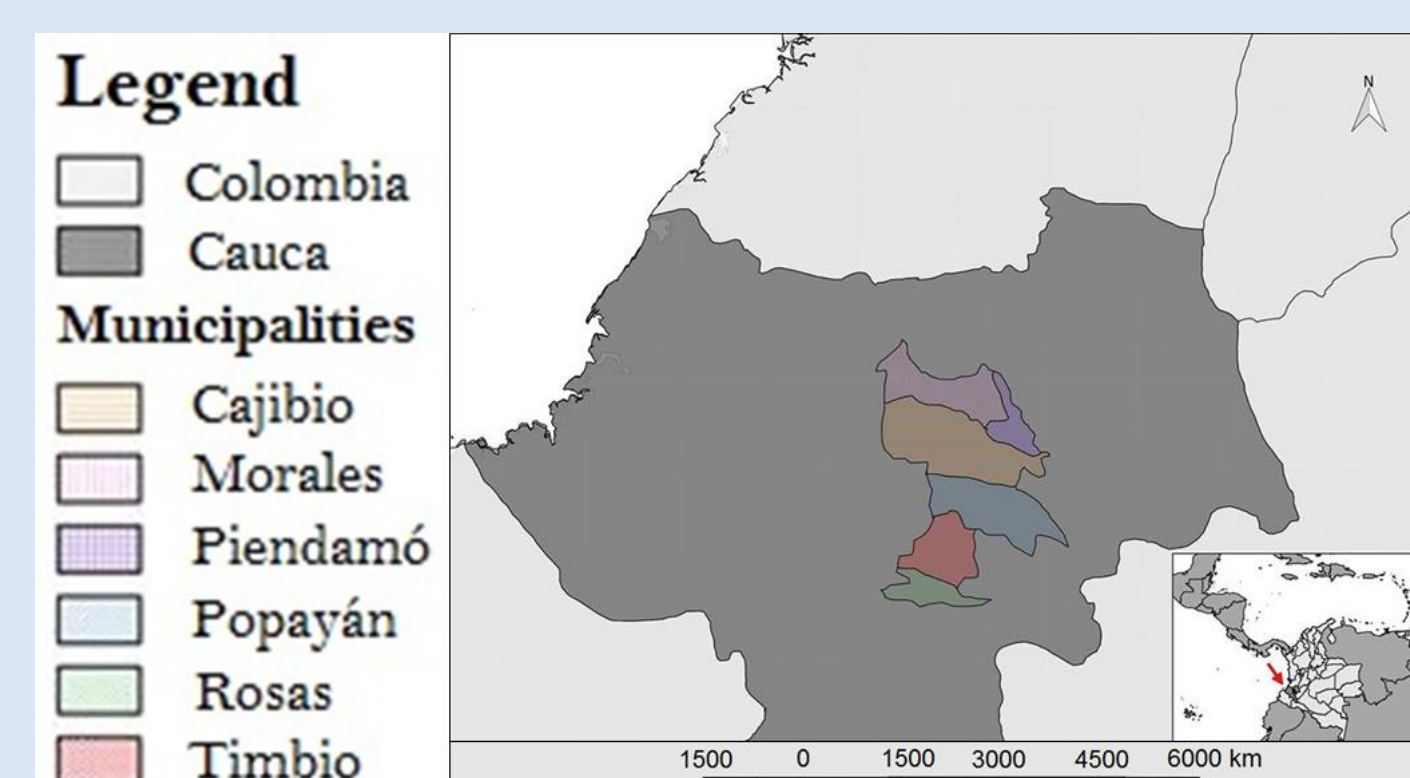 Legend
Colombia
Cauca
Municipalities
Cajibio
Morales
Piendamó
Popayán
Rosas
Timbio
N
1500 0 1500 3000 4500 6000 km